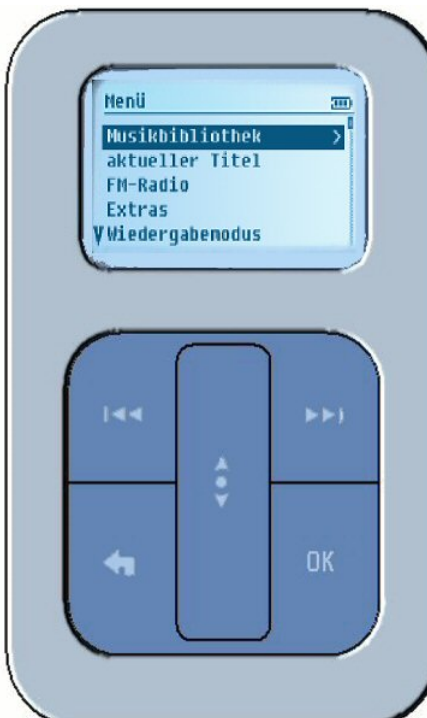 Menü
Musikbibliothek >
aktueller Titel
FM-Radio
Extras
Wiedergabemodus
OK